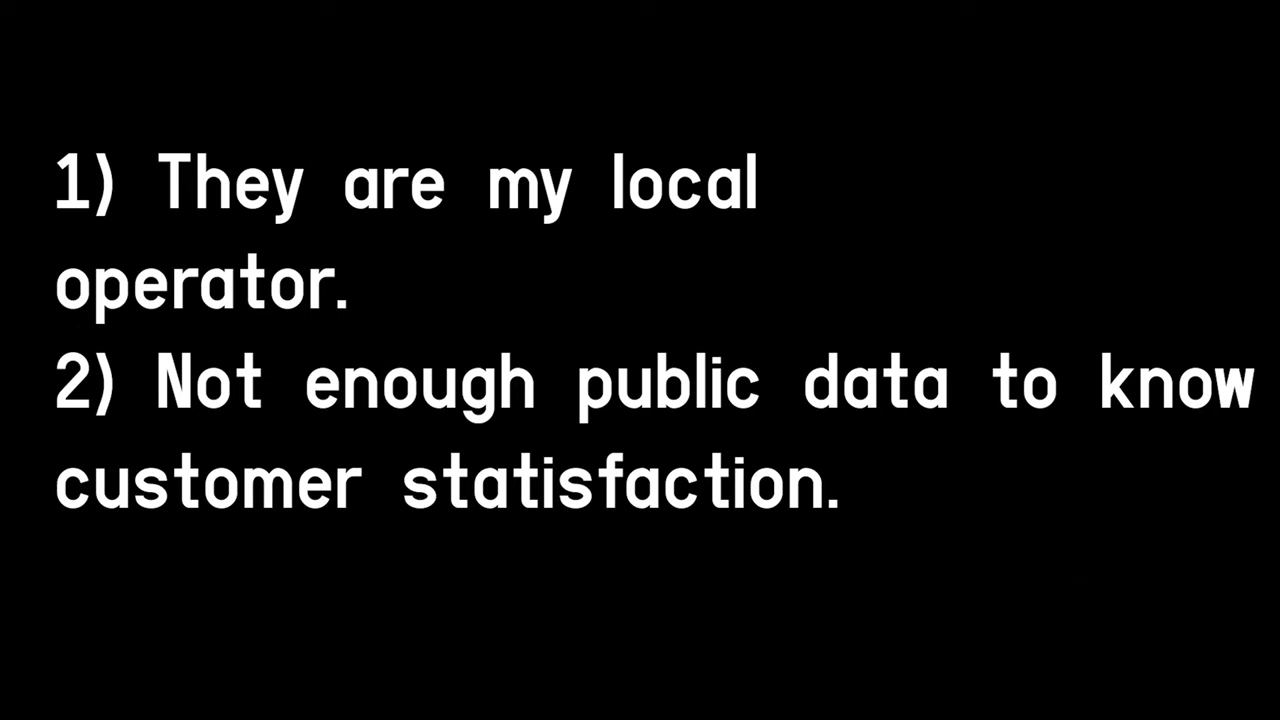 1) They are my local
operator.
2) Not enough public data to know
customer statisfaction.